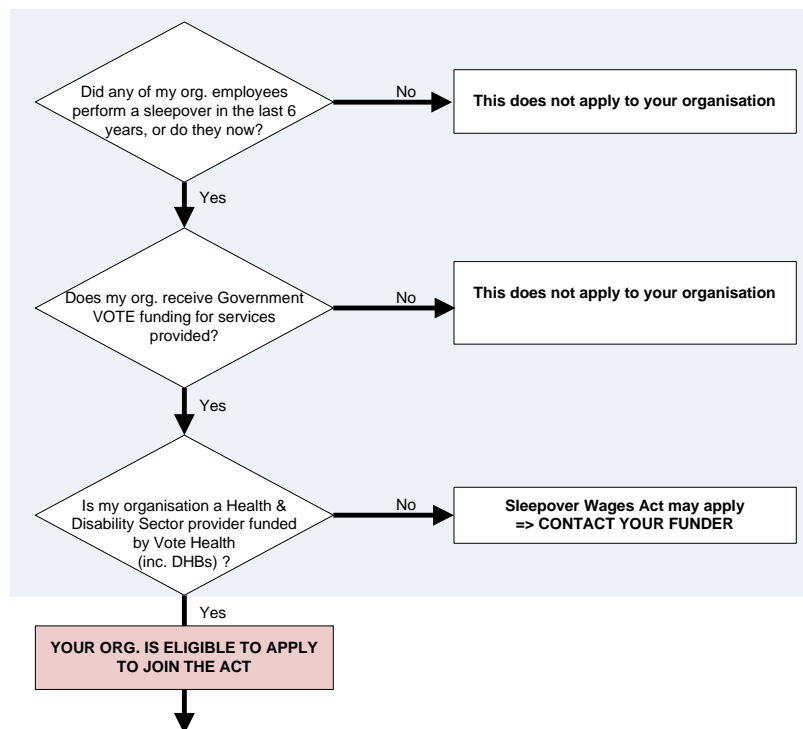 Did any of my org. employees
perform a sleepover in the last 6
years, or do they now?
No
This does not apply to your organisation
Yes
Does my org. receive Government
VOTE funding for services
provided?
No
This does not apply to your organisation
Yes
Is my organisation a Health &
Disability Sector provider funded
by Vote Health
(inc. DHBs) ?
No
Sleepover Wages Act may apply
=> CONTACT YOUR FUNDER
Yes
YOUR ORG. IS ELIGIBLE TO APPLY
TO JOIN THE ACT